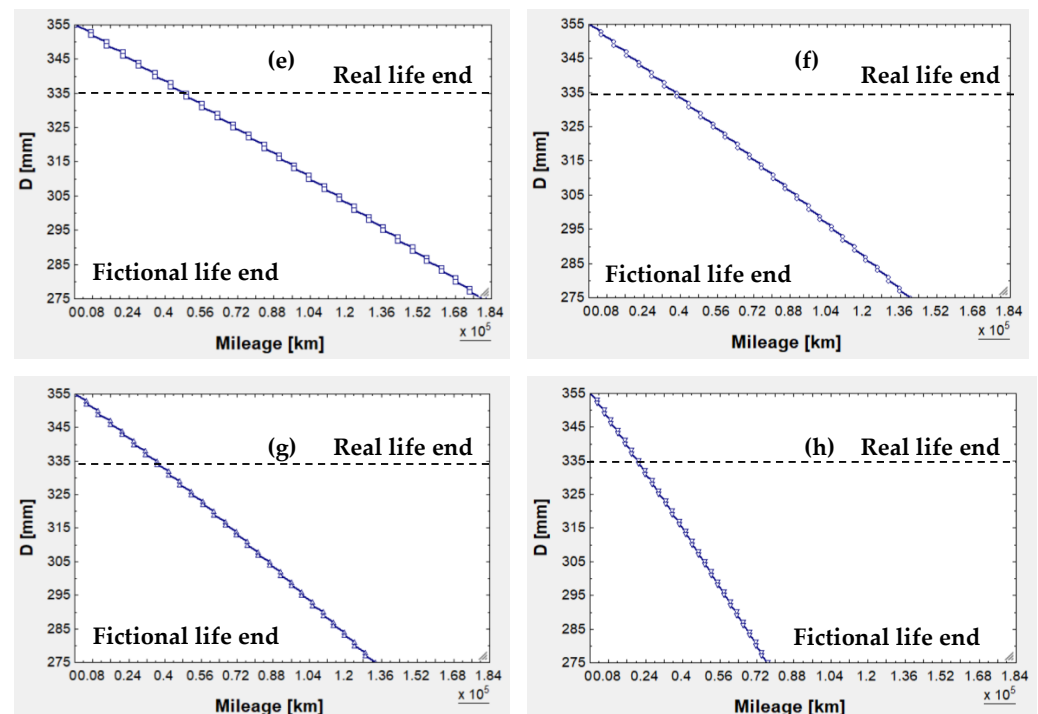 355
(e)
(f)
345
Real life end
Real life end
335
325
D [mm]
315
305
295
285
Fictional life end
275
00.08 0.24 0.4 0.56 0.72 0.88 1.04 1.2 1.36 1.52 1.68 1.84
x 10^5
Mileage [km]
355
345
335
325
D [mm]
315
305
295
285
Fictional life end
275
00.08 0.24 0.4 0.56 0.72 0.88 1.04 1.2 1.36 1.52 1.68 1.84
x 10^5
Mileage [km]
355
345
(g)
Real life end
335
325
D [mm]
315
305
295
285
Fictional life end
275
00.08 0.24 0.4 0.56 0.72 0.88 1.04 1.2 1.36 1.52 1.68 1.84
x 10^5
Mileage [km]
355
345
(h)
Real life end
335
325
D [mm]
315
305
295
285
Fictional life end
275
00.08 0.24 0.4 0.56 0.72 0.88 1.04 1.2 1.36 1.52 1.68 1.84
x 10^5
Mileage [km]